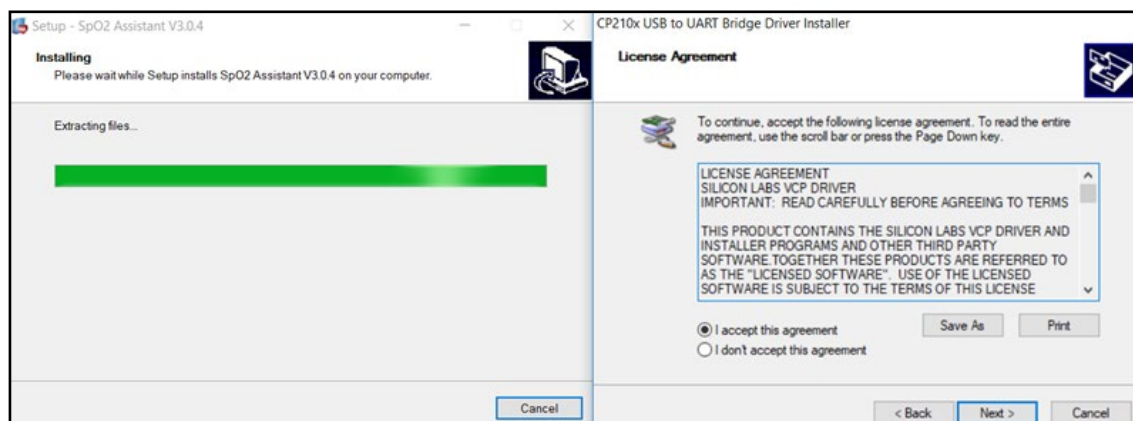 Setup - SpO2 Assistant V3.0.4
Installing
Please wait while Setup installs SpO2 Assistant V3.0.4 on your computer.
Extracting files...
Cancel
CP210x USB to UART Bridge Driver Installer
License Agreement
To continue, accept the following license agreement. To read the entire
agreement, use the scroll bar or press the Page Down key.
LICENSE AGREEMENT
SILICON LABS VCP DRIVER
IMPORTANT: READ CAREFULLY BEFORE AGREEING TO TERMS
THIS PRODUCT CONTAINS THE SILICON LABS VCP DRIVER AND
INSTALLER PROGRAMS AND OTHER THIRD PARTY
SOFTWARE.TOGETHER THESE PRODUCTS ARE REFERRED TO
AS THE "LICENSED SOFTWARE". USE OF THE LICENSED
SOFTWARE IS SUBJECT TO THE TERMS OF THIS LICENSE
I accept this agreement
I don't accept this agreement
Save As
Print
< Back
Next >
Cancel